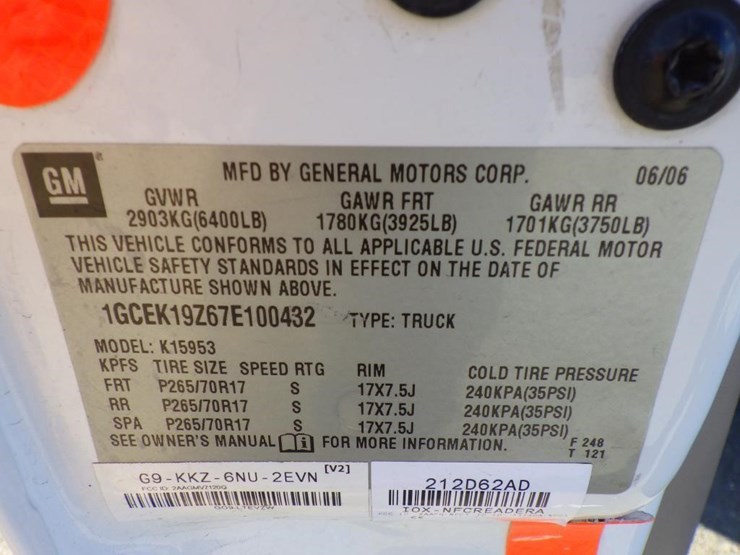 GM
MFD BY GENERAL MOTORS CORP. 06/06
GVWR GAWR FRT GAWR RR
2903KG(6400LB) 1780KG(3925LB) 1701KG(3750LB)
THIS VEHICLE CONFORMS TO ALL APPLICABLE U.S. FEDERAL MOTOR
VEHICLE SAFETY STANDARDS IN EFFECT ON THE DATE OF
MANUFACTURE SHOWN ABOVE.
1GCEK19Z67E100432 TYPE: TRUCK
MODEL: K15953
KPFS TIRE SIZE SPEED RTG RIM COLD TIRE PRESSURE
FRT P265/70R17 S 17X7.5J 240KPA(35PSI)
RR P265/70R17 S 17X7.5J 240KPA(35PSI)
SPA P265/70R17 S 17X7.5J 240KPA(35PSI)
SEE OWNER'S MANUAL i FOR MORE INFORMATION. F 248
T 121
G9-KKZ-6NU-2EVN [V2] 212D62AD
FCC ID:
IOX-NFCREADERA